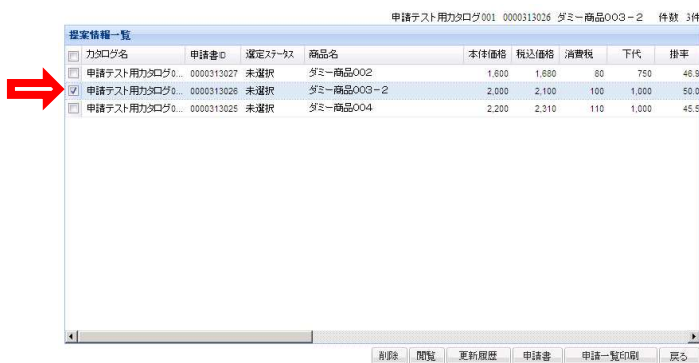 申請テスト用カタログ001 0000313026 ダミー商品003-2 件数 3件
提案情報一覧
カタログ名 申請書ID 選定ステータス 商品名 本体価格 税込価格 消費税 下代 掛率
申請テスト用カタログ0... 0000313027 未選択 ダミー商品002 1,600 1,680 80 750 46.9
申請テスト用カタログ0... 0000313026 未選択 ダミー商品003-2 2,000 2,100 100 1,000 50.0
申請テスト用カタログ0... 0000313025 未選択 ダミー商品004 2,200 2,310 110 1,000 45.5
削除 閲覧 更新履歴 申請書 申請一覧印刷 戻る